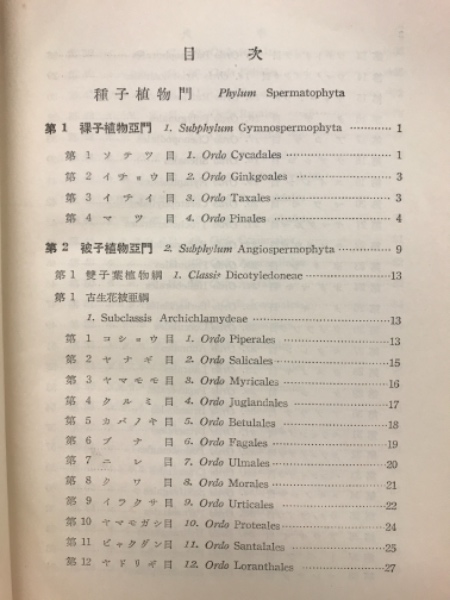 目 次
種子植物門 Phylum Spermatophyta
第1 裸子植物亞門 1. Subphylum Gymnospermophyta ············ 1
第 1 ソ テ ツ 目 1. Ordo Cycadales ······························ 1
第 2 イ チ ョ ウ 目 2. Ordo Ginkgoales ······························ 3
第 3 イ チ イ 目 3. Ordo Taxales ······························ 3
第 4 マ ツ 目 4. Ordo Pinales ······························ 4
第2 被子植物亞門 2. Subphylum Angiospermophyta ··············· 9
第 1 雙子葉植物綱 1. Classis Dicotyledoneae ·····················13
第 1 古生花被亜綱
1. Subclassis Archichlamydeae ······························13
第 1 コ シ ョ ウ 目 1. Ordo Piperales ······························13
第 2 ヤ ナ ギ 目 2. Ordo Salicales ······························15
第 3 ヤ マ モ モ 目 3. Ordo Myricales ······························16
第 4 ク ル ミ 目 4. Ordo Juglandales ······························17
第 5 カ バ ノ キ 目 5. Ordo Betulales ······························18
第 6 ブ ナ 目 6. Ordo Fagales ······························19
第 7 ニ レ 目 7. Ordo Ulmales ······························20
第 8 ク ワ 目 8. Ordo Morales ······························21
第 9 イ ラ ク サ 目 9. Ordo Urticales ······························22
第10 ヤマモガシ目 10. Ordo Proteales ······························24
第11 ビャクダン目 11. Ordo Santalales ······························25
第12 ヤ ド リ ギ 目 12. Ordo Loranthales ······························27